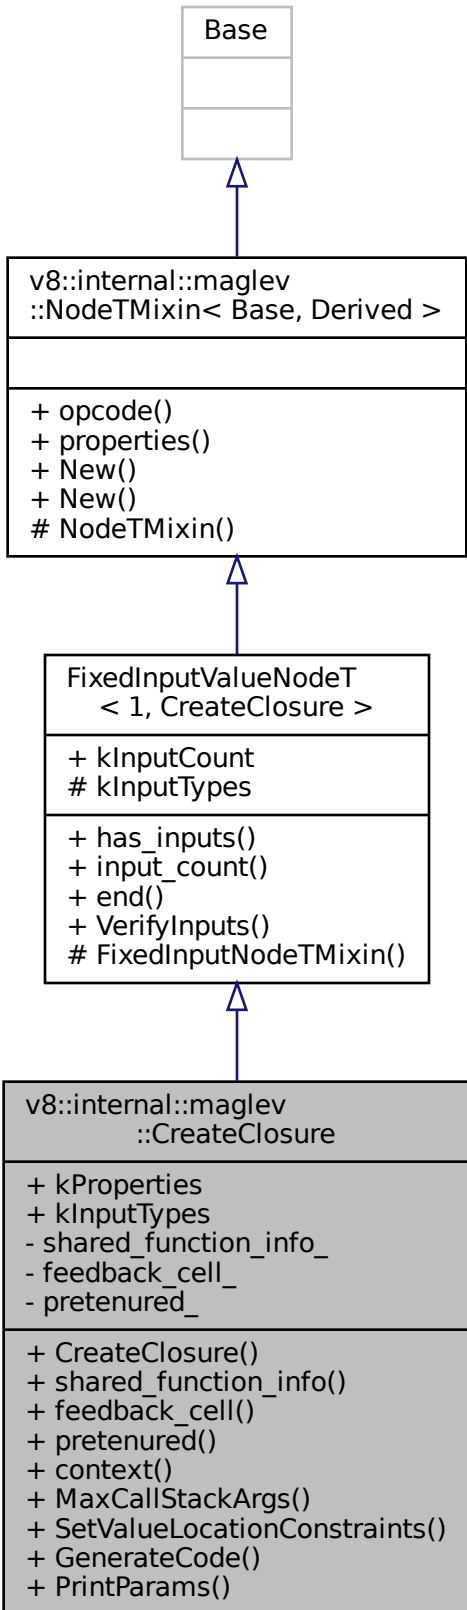 Base
v8::internal::maglev
::NodeTMixin< Base, Derived >
+ opcode()
+ properties()
+ New()
+ New()
# NodeTMixin()
FixedInputValueNodeT
< 1, CreateClosure >
+ kInputCount
# kInputTypes
+ has_inputs()
+ input_count()
+ end()
+ VerifyInputs()
# FixedInputNodeTMixin()
v8::internal::maglev
::CreateClosure
+ kProperties
+ kInputTypes
- shared_function_info_
- feedback_cell_
- pretenured_
+ CreateClosure()
+ shared_function_info()
+ feedback_cell()
+ pretenured()
+ context()
+ MaxCallStackArgs()
+ SetValueLocationConstraints()
+ GenerateCode()
+ PrintParams()